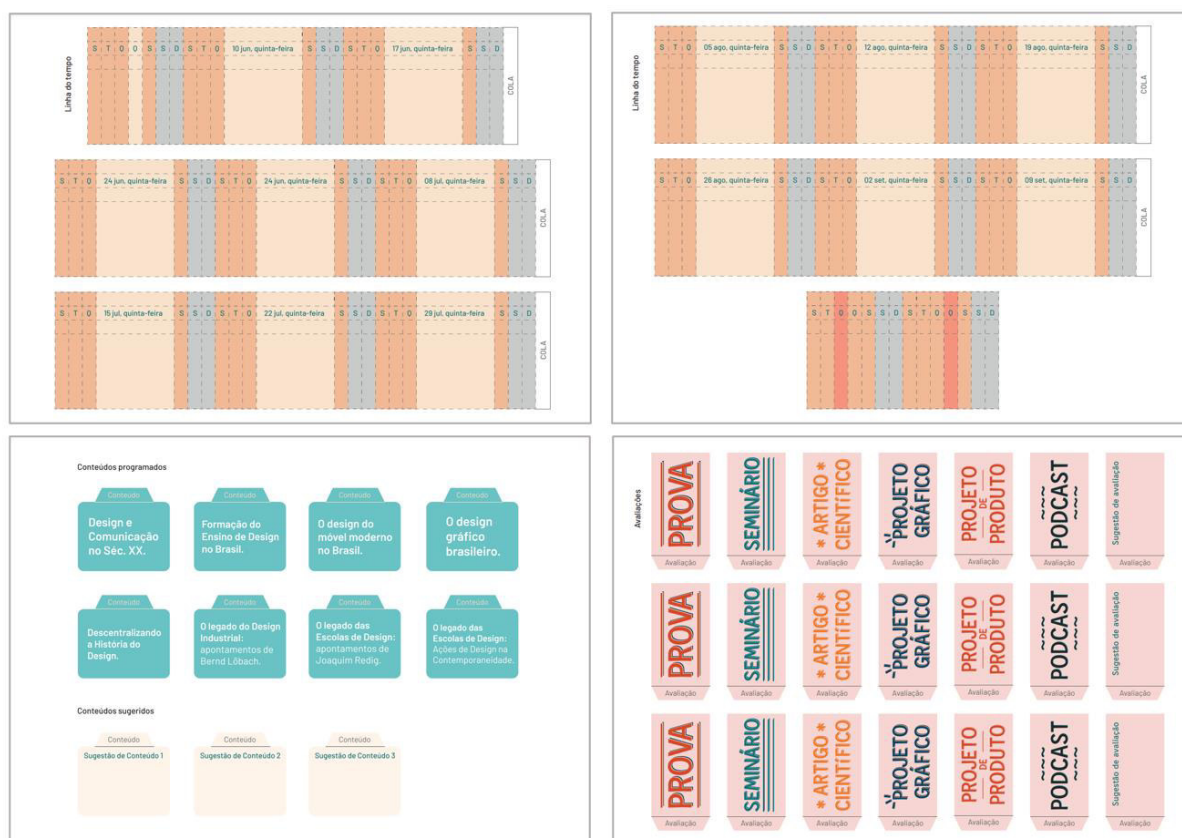 Linha do tempo
S T Q Q S S D S T Q 10 jun, quinta-feira S S D S T Q 17 jun, quinta-feira S S D
COLA
S T Q 24 jun, quinta-feira S S D S T Q 24 jun, quinta-feira S S D S T Q 08 jul, quinta-feira S S D
COLA
S T Q 15 jul, quinta-feira S S D S T Q 22 jul, quinta-feira S S D S T Q 29 jul, quinta-feira S S D
COLA
Linha do tempo
S T Q 05 ago, quinta-feira S S D S T Q 12 ago, quinta-feira S S D S T Q 19 ago, quinta-feira S S D
COLA
S T Q 26 ago, quinta-feira S S D S T Q 02 set, quinta-feira S S D S T Q 09 set, quinta-feira S S D
COLA
S T Q Q S S D S T Q Q S S D
Conteúdos programados
Conteúdo
Design e
Comunicação
no Séc. XX.
Conteúdo
Formação do
Ensino de Design
no Brasil.
Conteúdo
O design do
móvel moderno
no Brasil.
Conteúdo
O design
gráfico
brasileiro.
Conteúdo
Descentralizando
a História do
Design.
Conteúdo
O legado do Design
Industrial:
apontamentos de
Bernd Löbach.
Conteúdo
O legado das
Escolas de Design:
apontamentos de
Joaquim Redig.
Conteúdo
O legado das
Escolas de Design:
Ações de Design na
Contemporaneidade.
Conteúdos sugeridos
Conteúdo
Sugestão de Conteúdo 1
Conteúdo
Sugestão de Conteúdo 2
Conteúdo
Sugestão de Conteúdo 3
Avaliações
PROVA
Avaliação
SEMINÁRIO
Avaliação
* ARTIGO *
CIENTÍFICO
Avaliação
PROJETO
GRÁFICO
Avaliação
PROJETO
DE
PRODUTO
Avaliação
PODCAST
Avaliação
Sugestão de avaliação
Avaliação
PROVA
Avaliação
SEMINÁRIO
Avaliação
* ARTIGO *
CIENTÍFICO
Avaliação
PROJETO
GRÁFICO
Avaliação
PROJETO
DE
PRODUTO
Avaliação
PODCAST
Avaliação
Sugestão de avaliação
Avaliação
PROVA
Avaliação
SEMINÁRIO
Avaliação
* ARTIGO *
CIENTÍFICO
Avaliação
PROJETO
GRÁFICO
Avaliação
PROJETO
DE
PRODUTO
Avaliação
PODCAST
Avaliação
Sugestão de avaliação
Avaliação